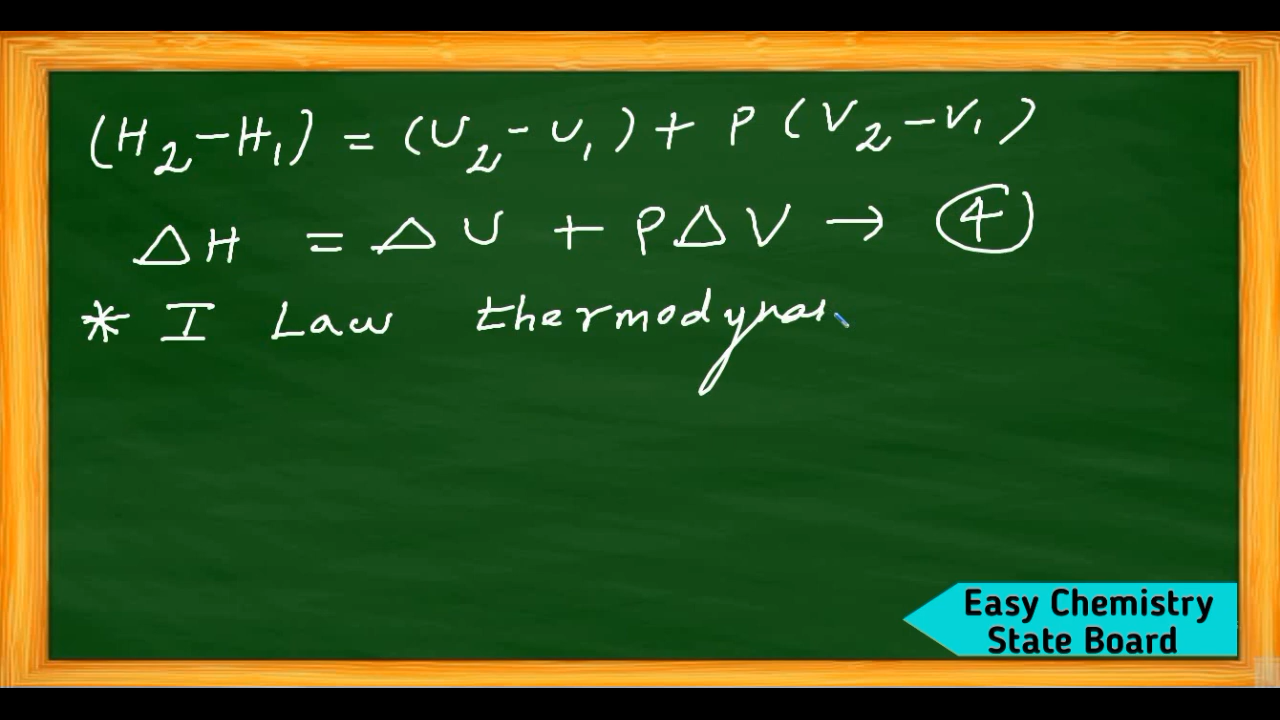 (H₂-H₁) = (U₂-U₁) + P (V₂-V₁)
ΔH = ΔU + PΔV → ④
* I Law thermodyna
Easy Chemistry
State Board